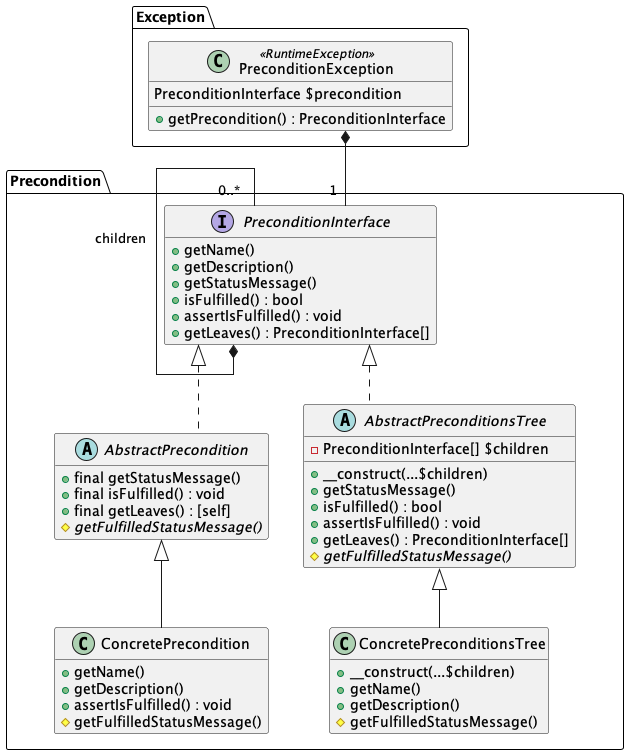 Exception
C
«RuntimeException»
PreconditionException
PreconditionInterface $precondition
getPrecondition() : PreconditionInterface
Precondition
0..*
1
children
I
PreconditionInterface
getName()
getDescription()
getStatusMessage()
isFulfilled() : bool
assertIsFulfilled() : void
getLeaves() : PreconditionInterface[]
A
AbstractPrecondition
final getStatusMessage()
final isFulfilled() : void
final getLeaves() : [self]
getFulfilledStatusMessage()
A
AbstractPreconditionsTree
PreconditionInterface[] $children
__construct(...$children)
getStatusMessage()
isFulfilled() : bool
assertIsFulfilled() : void
getLeaves() : PreconditionInterface[]
getFulfilledStatusMessage()
C
ConcretePrecondition
getName()
getDescription()
assertIsFulfilled() : void
getFulfilledStatusMessage()
C
ConcretePreconditionsTree
__construct(...$children)
getName()
getDescription()
getFulfilledStatusMessage()